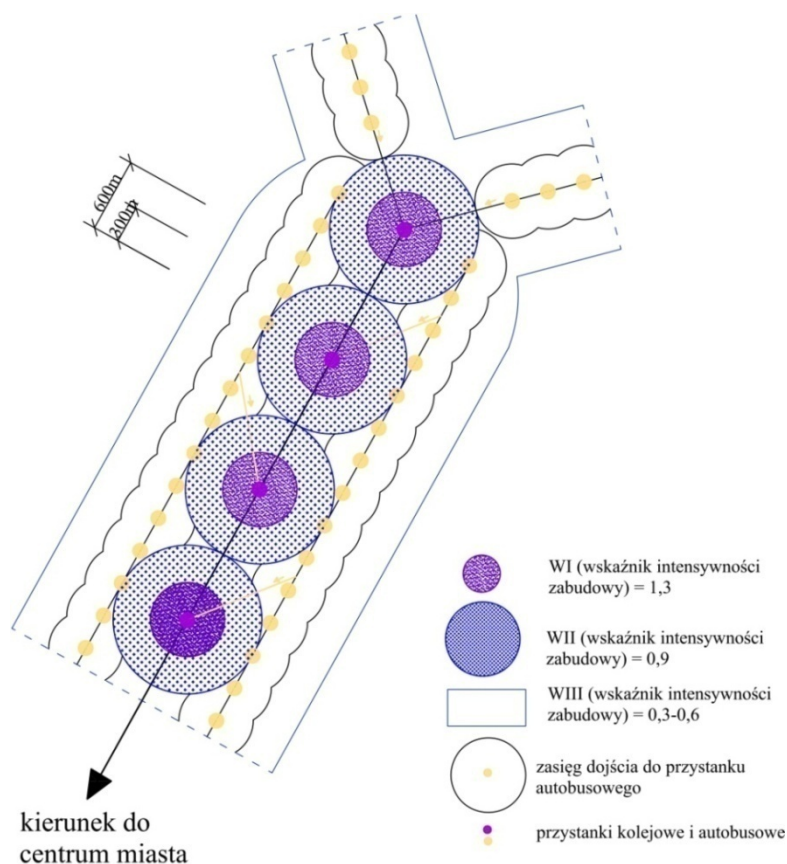 600m
300m
WI (wskaźnik intensywności
zabudowy) = 1,3
WII (wskaźnik intensywności
zabudowy) = 0,9
WIII (wskaźnik intensywności
zabudowy) = 0,3-0,6
zasięg dojścia do przystanku
autobusowego
przystanki kolejowe i autobusowe
kierunek do
centrum miasta